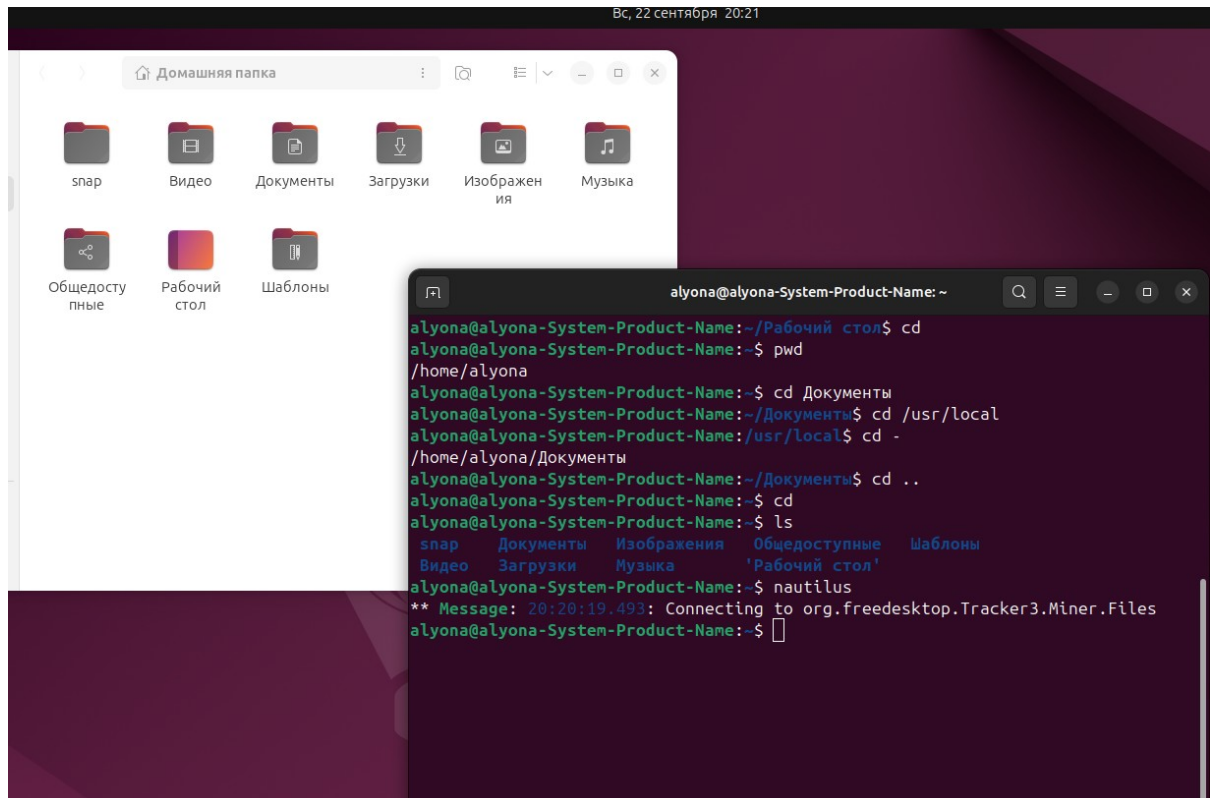 Вс, 22 сентября 20:21
Домашняя папка
snap
Видео
Документы
Загрузки
Изображен
ия
Музыка
Общедосту
пные
Рабочий
стол
Шаблоны
alyona@alyona-System-Product-Name: ~
alyona@alyona-System-Product-Name:~/Рабочий стол$ cd
alyona@alyona-System-Product-Name:~$ pwd
/home/alyona
alyona@alyona-System-Product-Name:~$ cd Документы
alyona@alyona-System-Product-Name:~/Документы$ cd /usr/local
alyona@alyona-System-Product-Name:/usr/local$ cd -
/home/alyona/Документы
alyona@alyona-System-Product-Name:~/Документы$ cd ..
alyona@alyona-System-Product-Name:~$ cd
alyona@alyona-System-Product-Name:~$ ls
snap Документы Изображения Общедоступные Шаблоны
Видео Загрузки Музыка 'Рабочий стол'
alyona@alyona-System-Product-Name:~$ nautilus
** Message: 20:20:19.493: Connecting to org.freedesktop.Tracker3.Miner.Files
alyona@alyona-System-Product-Name:~$